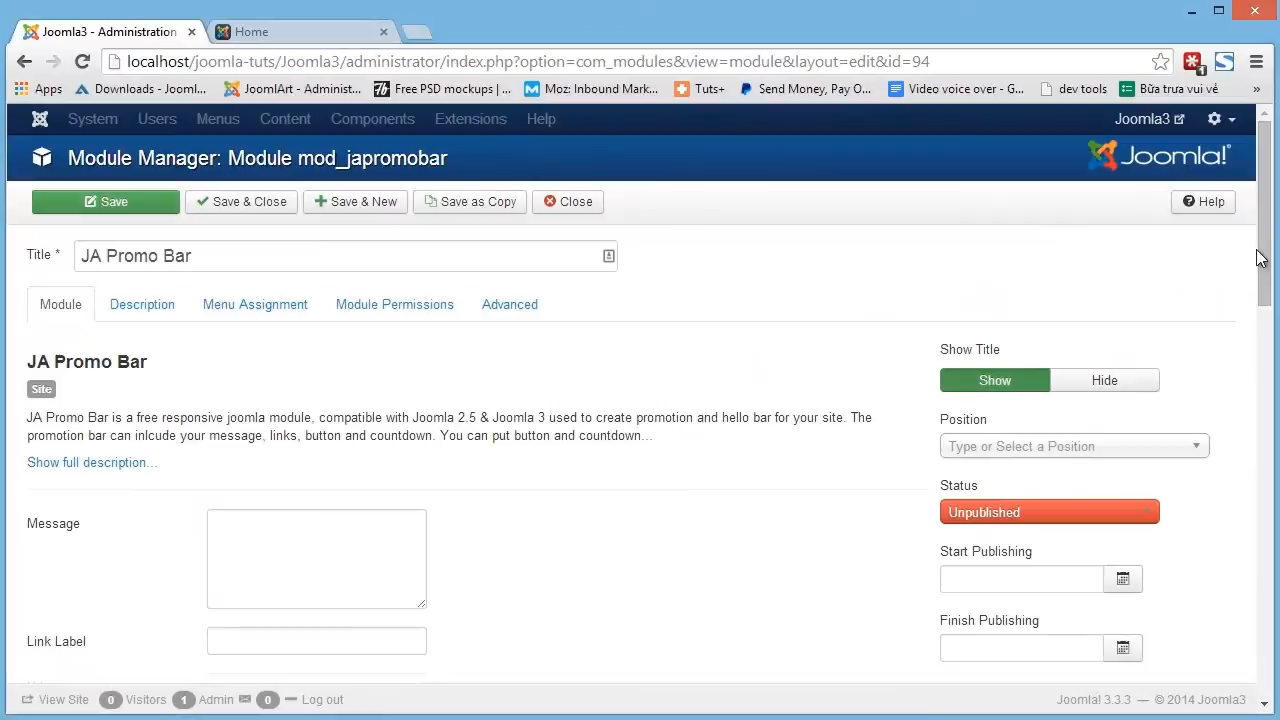 Joomla3 - Administration
Home
localhost/joomla-tuts/Joomla3/administrator/index.php?option=com_modules&view=module&layout=edit&id=94
1
Apps
Downloads - Jooml...
JoomlArt - Administ...
Free PSD mockups | ...
Moz: Inbound Mark...
Tuts+
Send Money, Pay O...
Video voice over - G...
dev tools
Bữa trưa vui vẻ
»
System
Users
Menus
Content
Components
Extensions
Help
Joomla3
Module Manager: Module mod_japromobar
Joomla!
Save
Save & Close
Save & New
Save as Copy
Close
Help
Title *
JA Promo Bar
Module
Description
Menu Assignment
Module Permissions
Advanced
JA Promo Bar
Site
JA Promo Bar is a free responsive joomla module, compatible with Joomla 2.5 & Joomla 3 used to create promotion and hello bar for your site. The
promotion bar can inlcude your message, links, button and countdown. You can put button and countdown...
Show full description...
Message
Link Label
Show Title
Show
Hide
Position
Type or Select a Position
Status
Unpublished
Start Publishing
Finish Publishing
View Site
0 Visitors
1 Admin
0
Log out
Joomla! 3.3.3 — © 2014 Joomla3